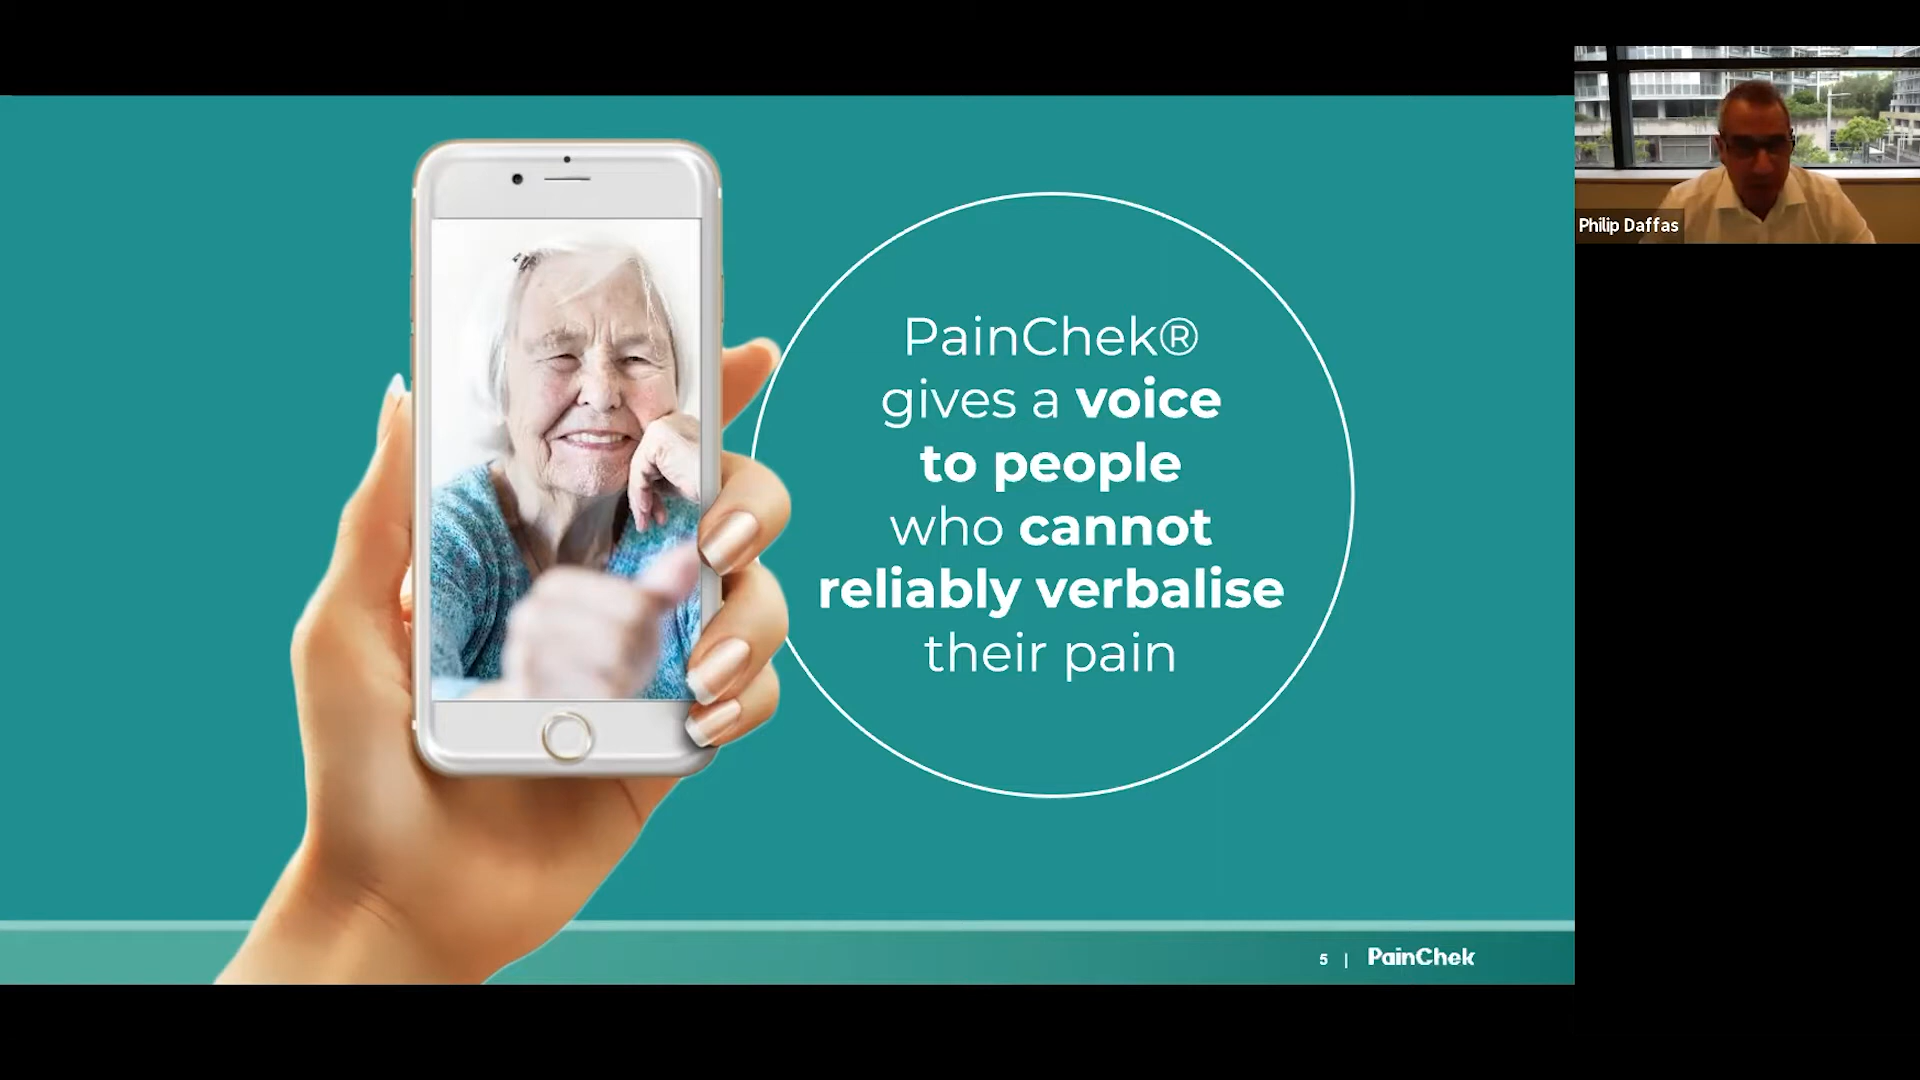 PainChek®
gives a voice
to people
who cannot
reliably verbalise
their pain
Philip Daffas
5 | PainChek